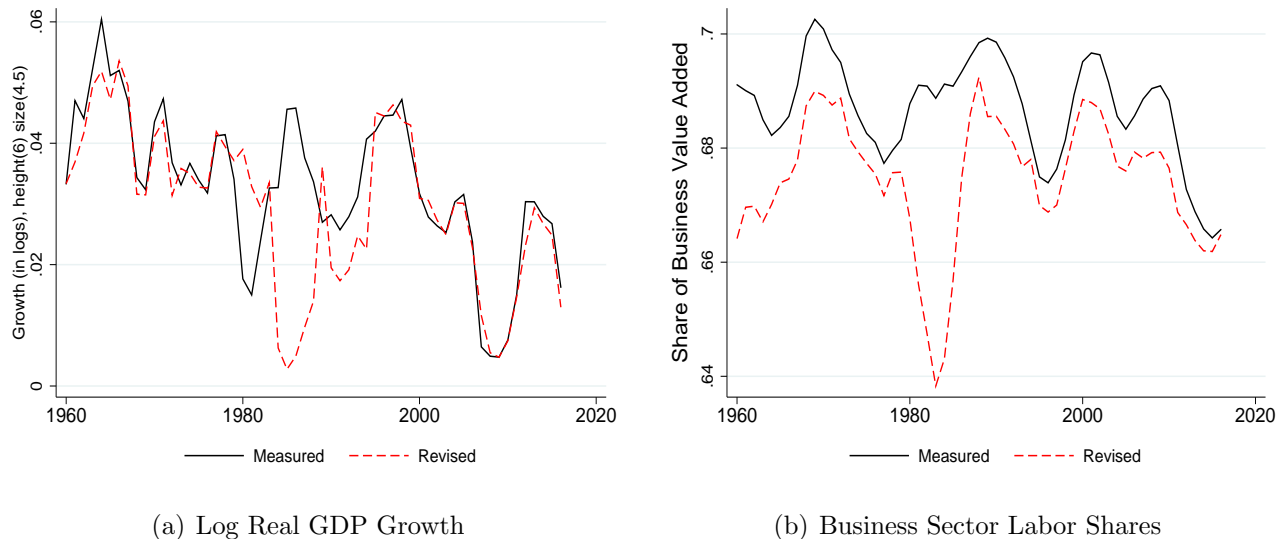 Growth (in logs), height(6) size(4.5)
.06
.04
.02
0
1960 1980 2000 2020
Measured Revised
(a) Log Real GDP Growth
Share of Business Value Added
.7
.68
.66
.64
1960 1980 2000 2020
Measured Revised
(b) Business Sector Labor Shares